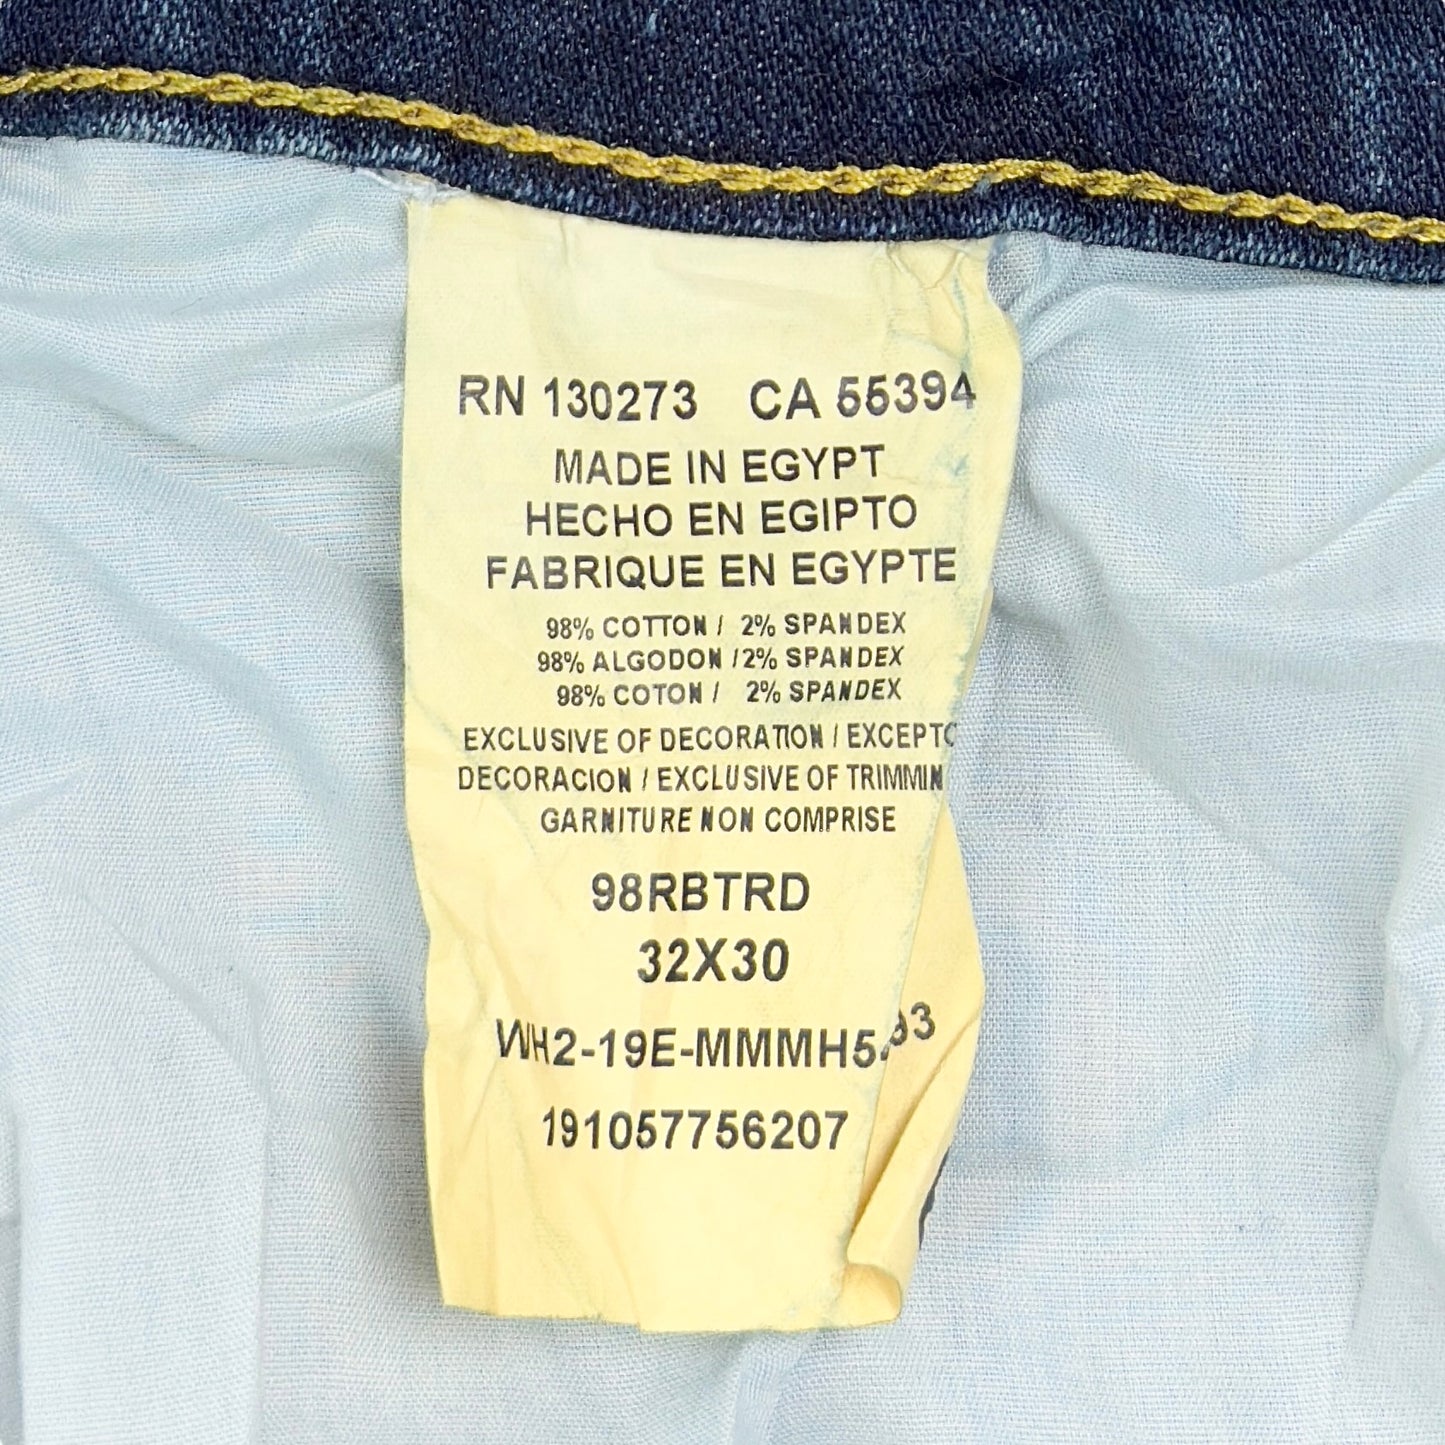 RN 130273 CA 55394
MADE IN EGYPT
HECHO EN EGIPTO
FABRIQUE EN EGYPTE
98% COTTON / 2% SPANDEX
98% ALGODON /2% SPANDEX
98% COTON / 2% SPANDEX
EXCLUSIVE OF DECORATION / EXCEPTO
DECORACION / EXCLUSIVE OF TRIMMIN
GARNITURE NON COMPRISE
98RBTRD
32X30
191057756207